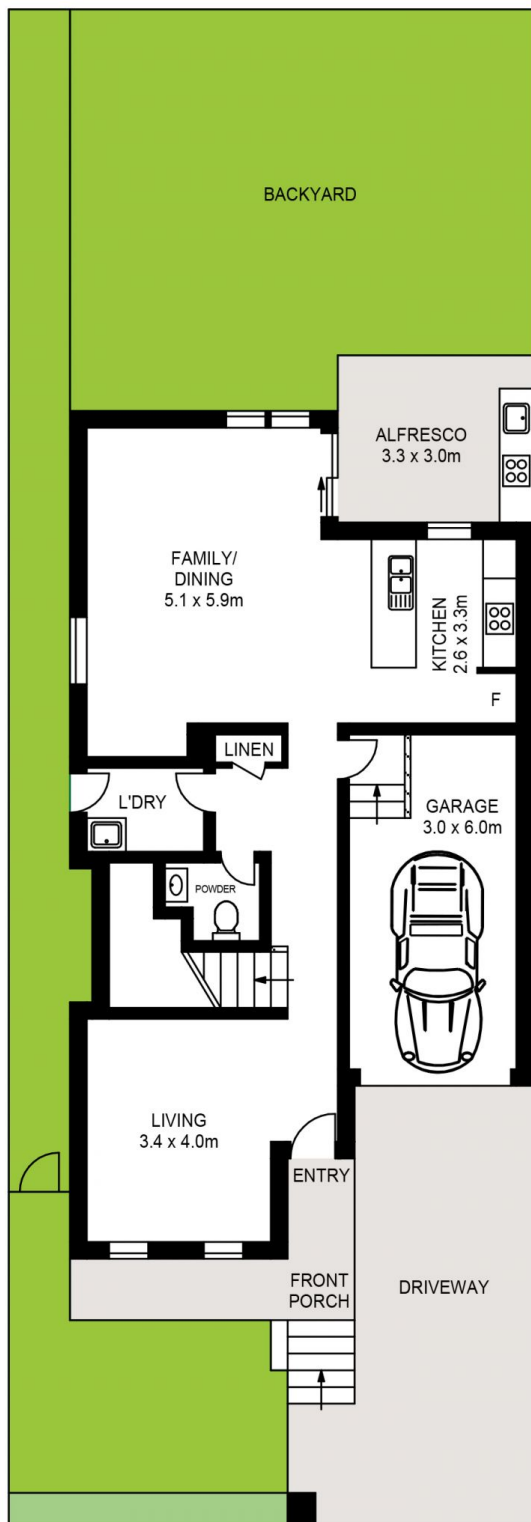 BACKYARD
ALFRESCO
3.3 x 3.0m
FAMILY/
DINING
5.1 x 5.9m
KITCHEN
2.6 x 3.3m
F
LINEN
L'DRY
GARAGE
3.0 x 6.0m
POWDER
LIVING
3.4 x 4.0m
ENTRY
FRONT
PORCH
DRIVEWAY